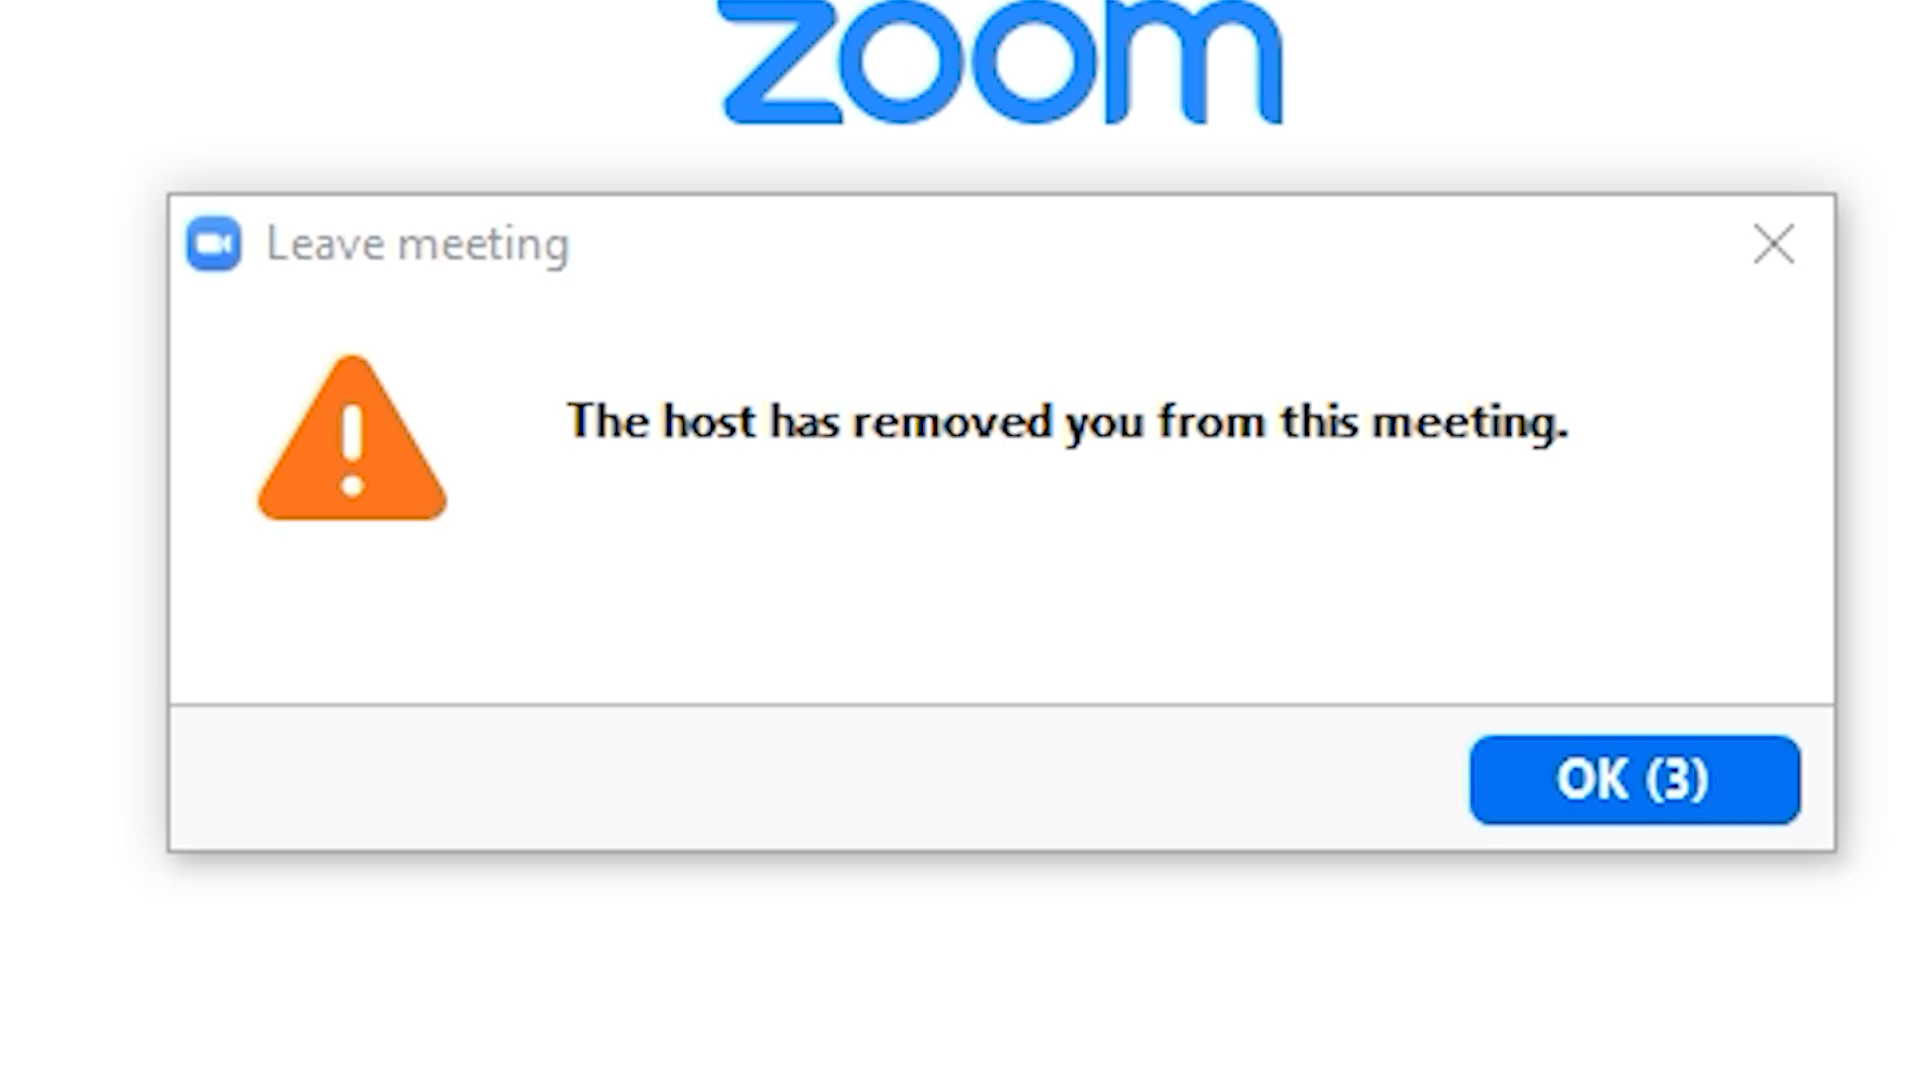 zoom
Leave meeting
The host has removed you from this meeting.
OK (3)